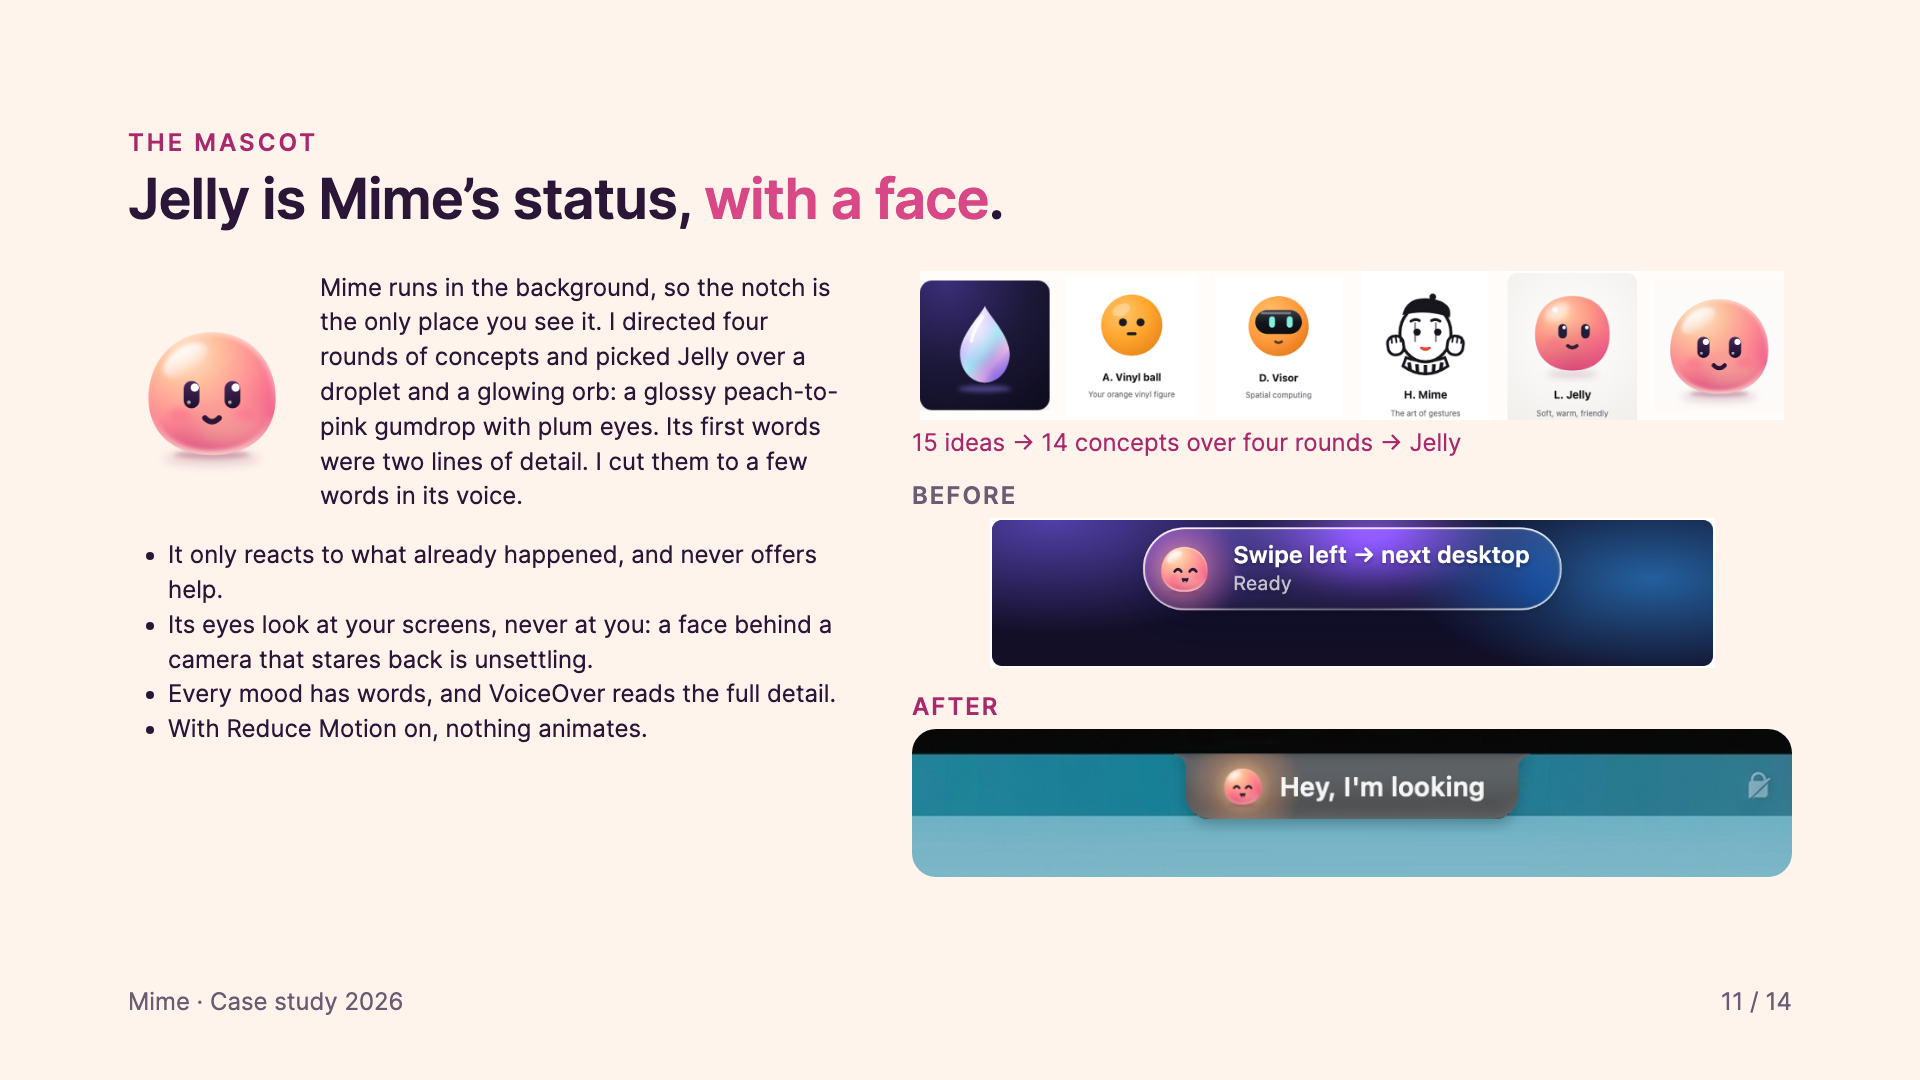 THE MASCOT
Jelly is Mime’s status, with a face.
Mime runs in the background, so the notch is
the only place you see it. I directed four
rounds of concepts and picked Jelly over a
droplet and a glowing orb: a glossy peach-to-
pink gumdrop with plum eyes. Its first words
were two lines of detail. I cut them to a few
words in its voice.
• It only reacts to what already happened, and never offers
help.
• Its eyes look at your screens, never at you: a face behind a
camera that stares back is unsettling.
• Every mood has words, and VoiceOver reads the full detail.
• With Reduce Motion on, nothing animates.
A. Vinyl ball
Your orange vinyl figure
D. Visor
Spatial computing
H. Mime
The art of gestures
L. Jelly
Soft, warm, friendly
15 ideas → 14 concepts over four rounds → Jelly
BEFORE
Swipe left → next desktop
Ready
AFTER
Hey, I'm looking
Mime · Case study 2026
11 / 14